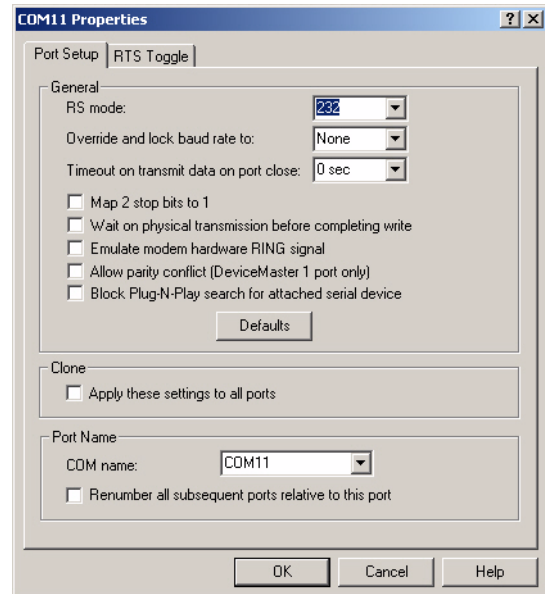 COM11 Properties
Port Setup RTS Toggle
General
RS mode: 232
Override and lock baud rate to: None
Timeout on transmit data on port close: 0 sec
Map 2 stop bits to 1
Wait on physical transmission before completing write
Emulate modem hardware RING signal
Allow parity conflict (DeviceMaster 1 port only)
Block Plug-N-Play search for attached serial device
Defaults
Clone
Apply these settings to all ports
Port Name
COM name: COM11
Renumber all subsequent ports relative to this port
OK Cancel Help